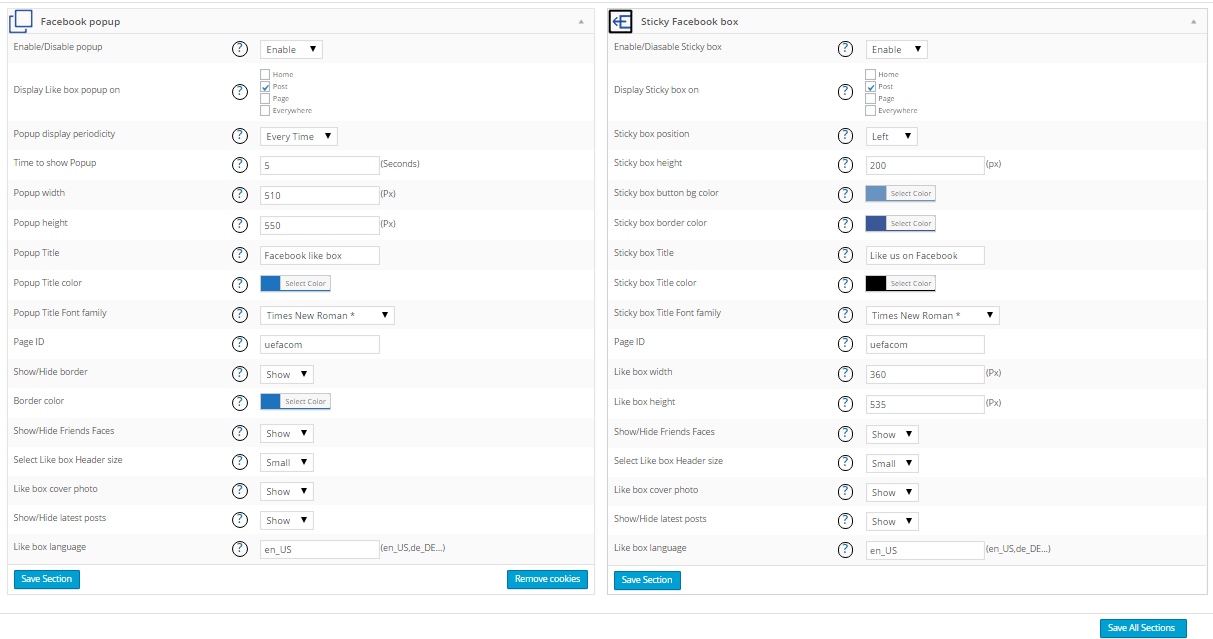 Facebook popup
Enable/Disable popup ? Enable
Display Like box popup on ? Home
Post
Page
Everywhere
Popup display periodicity ? Every Time
Time to show Popup ? 5 (Seconds)
Popup width ? 510 (Px)
Popup height ? 550 (Px)
Popup Title ? Facebook like box
Popup Title color ? Select Color
Popup Title Font family ? Times New Roman *
Page ID ? uefacom
Show/Hide border ? Show
Border color ? Select Color
Show/Hide Friends Faces ? Show
Select Like box Header size ? Small
Like box cover photo ? Show
Show/Hide latest posts ? Show
Like box language ? en_US (en_US,de_DE...)
Save Section Remove cookies
Sticky Facebook box
Enable/Diasable Sticky box ? Enable
Display Sticky box on ? Home
Post
Page
Everywhere
Sticky box position ? Left
Sticky box height ? 200 (px)
Sticky box button bg color ? Select Color
Sticky box border color ? Select Color
Sticky box Title ? Like us on Facebook
Sticky box Title color ? Select Color
Sticky box Title Font family ? Times New Roman *
Page ID ? uefacom
Like box width ? 360 (Px)
Like box height ? 535 (Px)
Show/Hide Friends Faces ? Show
Select Like box Header size ? Small
Like box cover photo ? Show
Show/Hide latest posts ? Show
Like box language ? en_US (en_US,de_DE...)
Save Section
Save All Sections